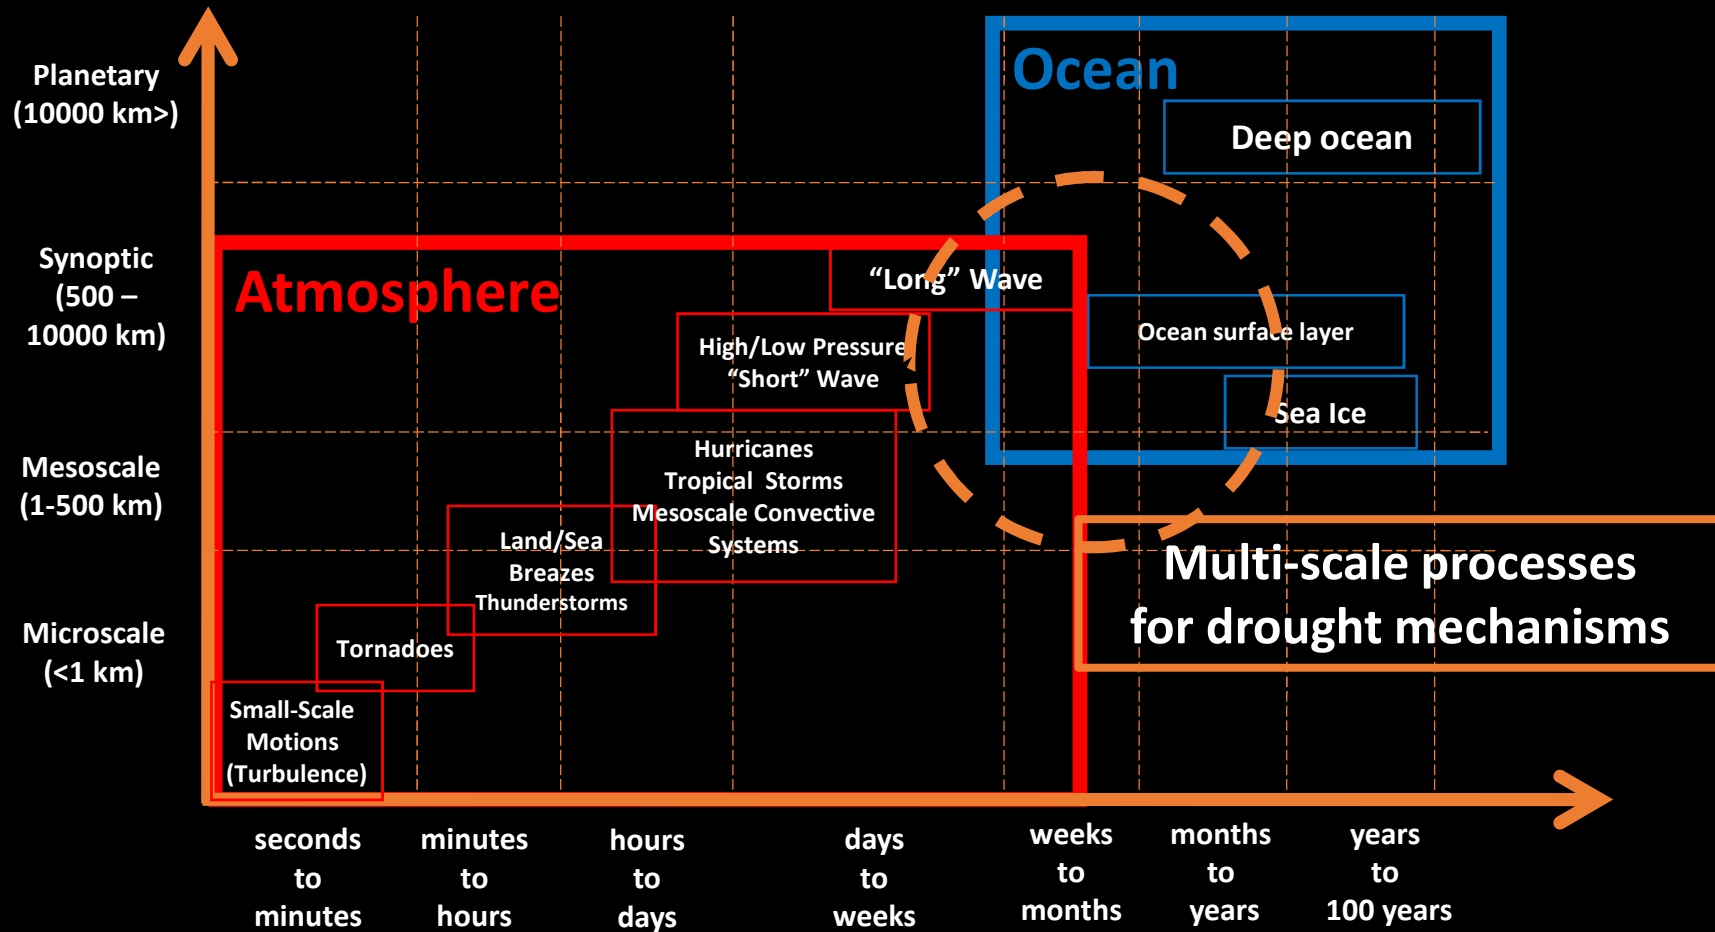 Planetary
(10000 km>)
Synoptic
(500 –
10000 km)
Mesoscale
(1-500 km)
Microscale
(<1 km)
Ocean
Deep ocean
Atmosphere
“Long” Wave
Ocean surface layer
High/Low Pressure
“Short” Wave
Sea Ice
Hurricanes
Tropical Storms
Mesoscale Convective
Systems
Land/Sea
Breazes
Thunderstorms
Multi-scale processes
for drought mechanisms
Tornadoes
Small-Scale
Motions
(Turbulence)
seconds
to
minutes
minutes
to
hours
hours
to
days
days
to
weeks
weeks
to
months
months
to
years
years
to
100 years